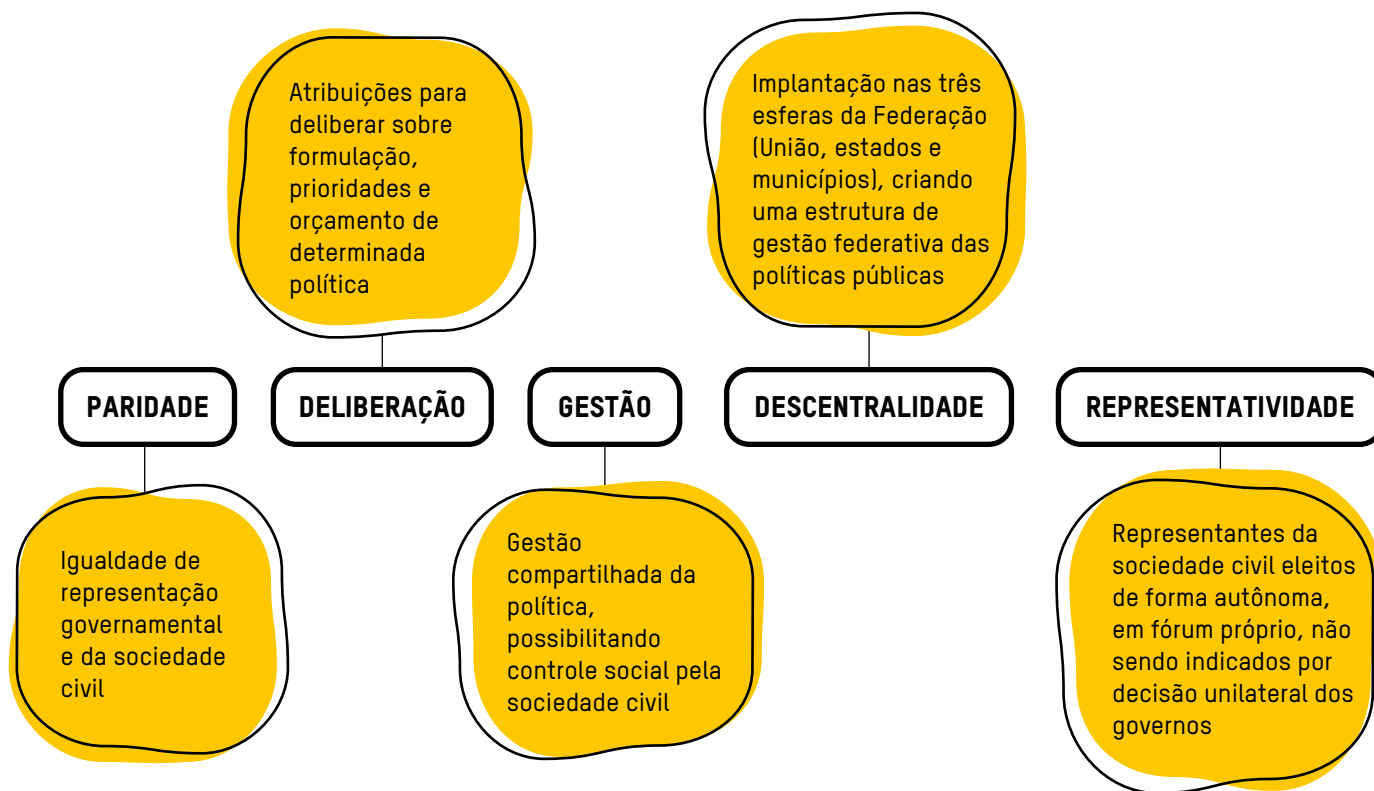 Atribuições para
deliberar sobre
formulação,
prioridades e
orçamento de
determinada
política
Implantação nas três
esferas da Federação
(União, estados e
municípios), criando
uma estrutura de
gestão federativa das
políticas públicas
PARIDADE
DELIBERAÇÃO
GESTÃO
DESCENTRALIDADE
REPRESENTATIVIDADE
Igualdade de
representação
governamental
e da sociedade
civil
Gestão
compartilhada da
política,
possibilitando
controle social pela
sociedade civil
Representantes da
sociedade civil eleitos
de forma autônoma,
em fórum próprio, não
sendo indicados por
decisão unilateral dos
governos